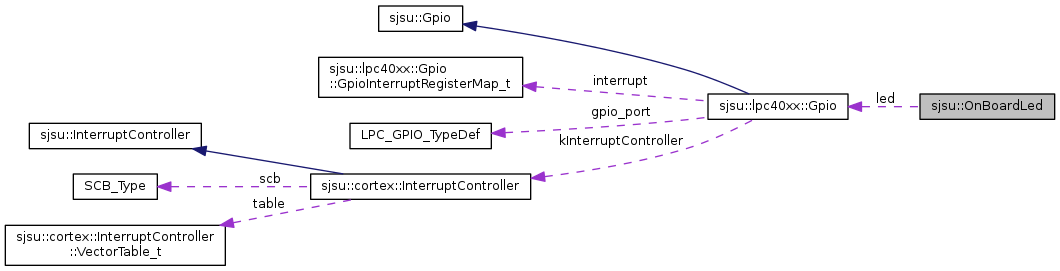 sjsu::Gpio
sjsu::lpc40xx::Gpio
::GpioInterruptRegisterMap_t
interrupt
sjsu::lpc40xx::Gpio
led
sjsu::OnBoardLed
gpio_port
LPC_GPIO_TypeDef
kInterruptController
sjsu::InterruptController
scb
SCB_Type
sjsu::cortex::InterruptController
table
sjsu::cortex::InterruptController
::VectorTable_t